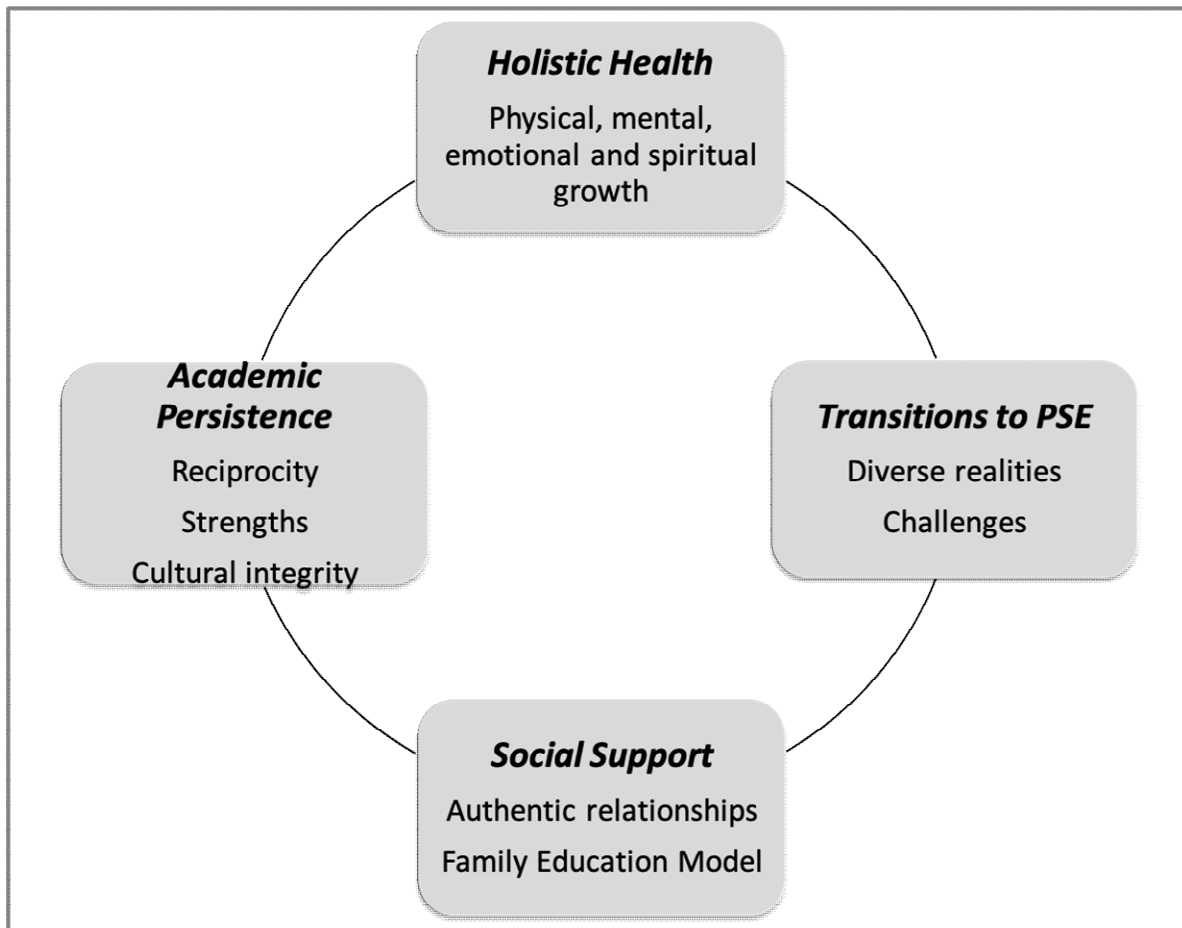 Holistic Health
Physical, mental,
emotional and spiritual
growth
Academic
Persistence
Reciprocity
Strengths
Cultural integrity
Transitions to PSE
Diverse realities
Challenges
Social Support
Authentic relationships
Family Education Model